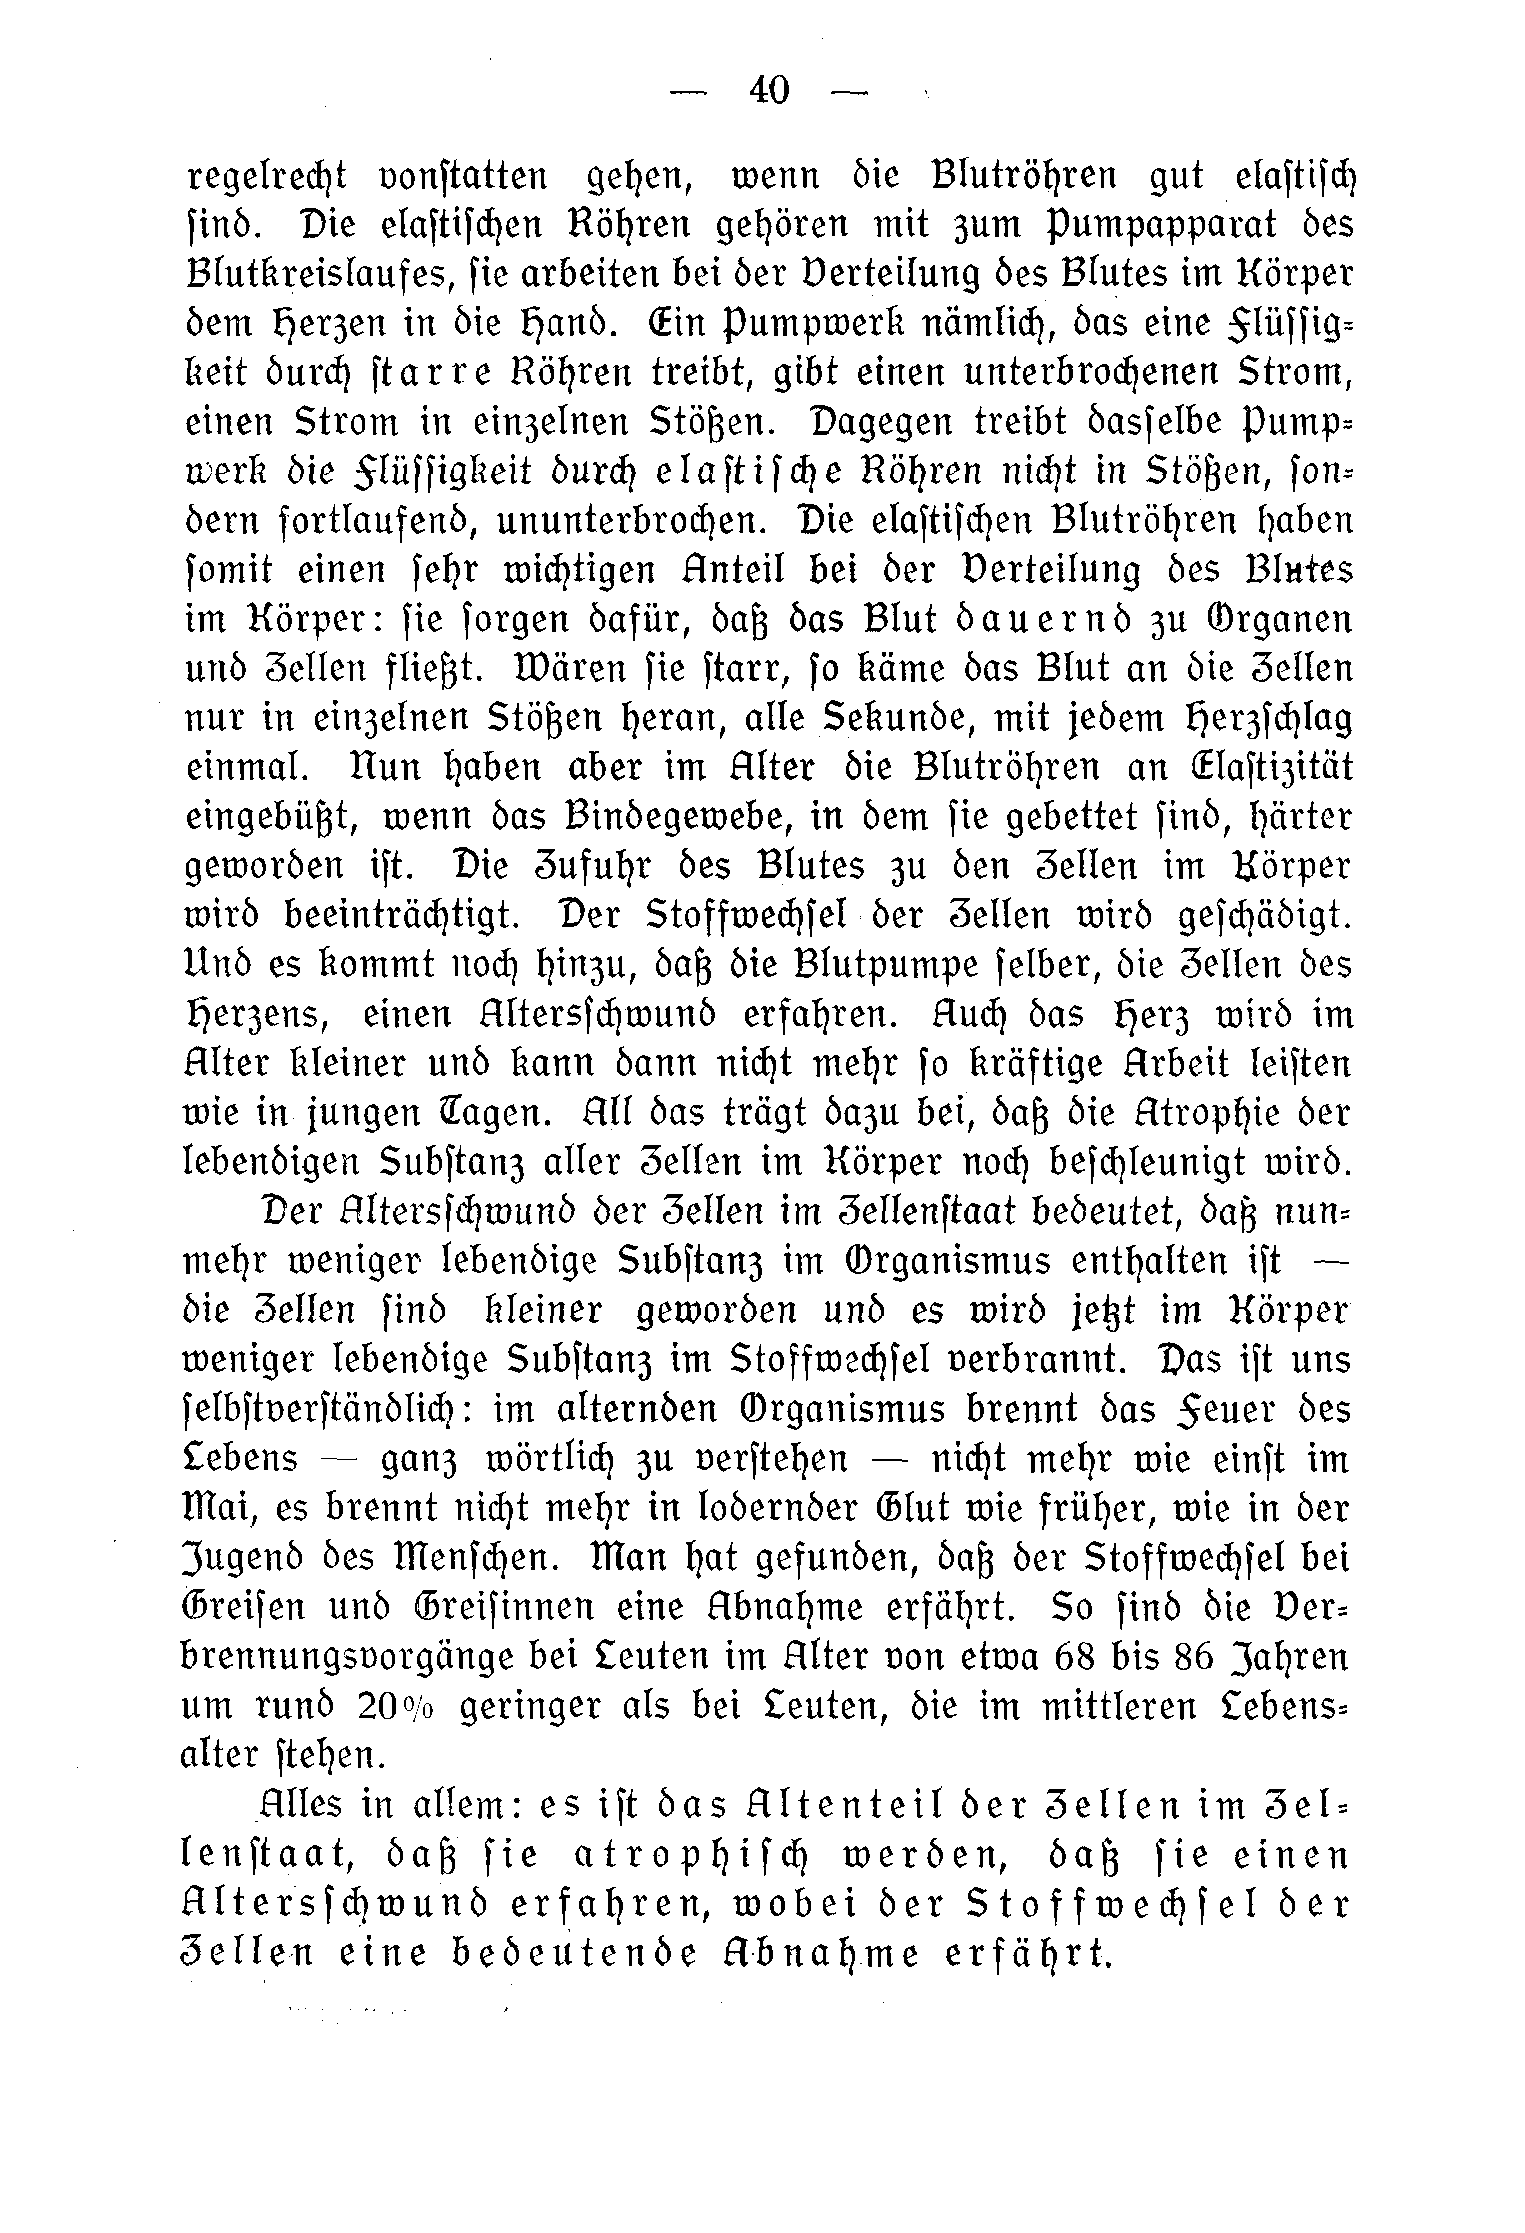 — 40 —
regelrecht vonſtatten gehen, wenn die Blutröhren gut elaſtiſch
ſind. Die elaſtiſchen Röhren gehören mit zum Pumpapparat des
Blutkreislaufes, ſie arbeiten bei der Verteilung des Blutes im Körper
dem Herzen in die Hand. Ein Pumpwerk nämlich, das eine Flüſſig-
keit durch ſtarre Röhren treibt, gibt einen unterbrochenen Strom,
einen Strom in einzelnen Stößen. Dagegen treibt dasſelbe Pump-
werk die Flüſſigkeit durch elaſtiſche Röhren nicht in Stößen, ſon-
dern fortlaufend, ununterbrochen. Die elaſtiſchen Blutröhren haben
ſomit einen ſehr wichtigen Anteil bei der Verteilung des Blutes
im Körper: ſie ſorgen dafür, daß das Blut dauernd zu Organen
und Zellen fließt. Wären ſie ſtarr, ſo käme das Blut an die Zellen
nur in einzelnen Stößen heran, alle Sekunde, mit jedem Herzſchlag
einmal. Nun haben aber im Alter die Blutröhren an Elaſtizität
eingebüßt, wenn das Bindegewebe, in dem ſie gebettet ſind, härter
geworden iſt. Die Zufuhr des Blutes zu den Zellen im Körper
wird beeinträchtigt. Der Stoffwechſel der Zellen wird geſchädigt.
Und es kommt noch hinzu, daß die Blutpumpe ſelber, die Zellen des
Herzens, einen Altersſchwund erfahren. Auch das Herz wird im
Alter kleiner und kann dann nicht mehr ſo kräftige Arbeit leiſten
wie in jungen Tagen. All das trägt dazu bei, daß die Atrophie der
lebendigen Subſtanz aller Zellen im Körper noch beſchleunigt wird.
Der Altersſchwund der Zellen im Zellenſtaat bedeutet, daß nun-
mehr weniger lebendige Subſtanz im Organismus enthalten iſt —
die Zellen ſind kleiner geworden und es wird jetzt im Körper
weniger lebendige Subſtanz im Stoffwechſel verbrannt. Das iſt uns
ſelbſtverſtändlich: im alternden Organismus brennt das Feuer des
Lebens — ganz wörtlich zu verſtehen — nicht mehr wie einſt im
Mai, es brennt nicht mehr in lodernder Glut wie früher, wie in der
Jugend des Menſchen. Man hat gefunden, daß der Stoffwechſel bei
Greiſen und Greiſinnen eine Abnahme erfährt. So ſind die Ver-
brennungsvorgänge bei Leuten im Alter von etwa 68 bis 86 Jahren
um rund 20% geringer als bei Leuten, die im mittleren Lebens-
alter ſtehen.
Alles in allem: es iſt das Altenteil der Zellen im Zel-
lenſtaat, daß ſie atrophiſch werden, daß ſie einen
Altersſchwund erfahren, wobei der Stoffwechſel der
Zellen eine bedeutende Abnahme erfährt.